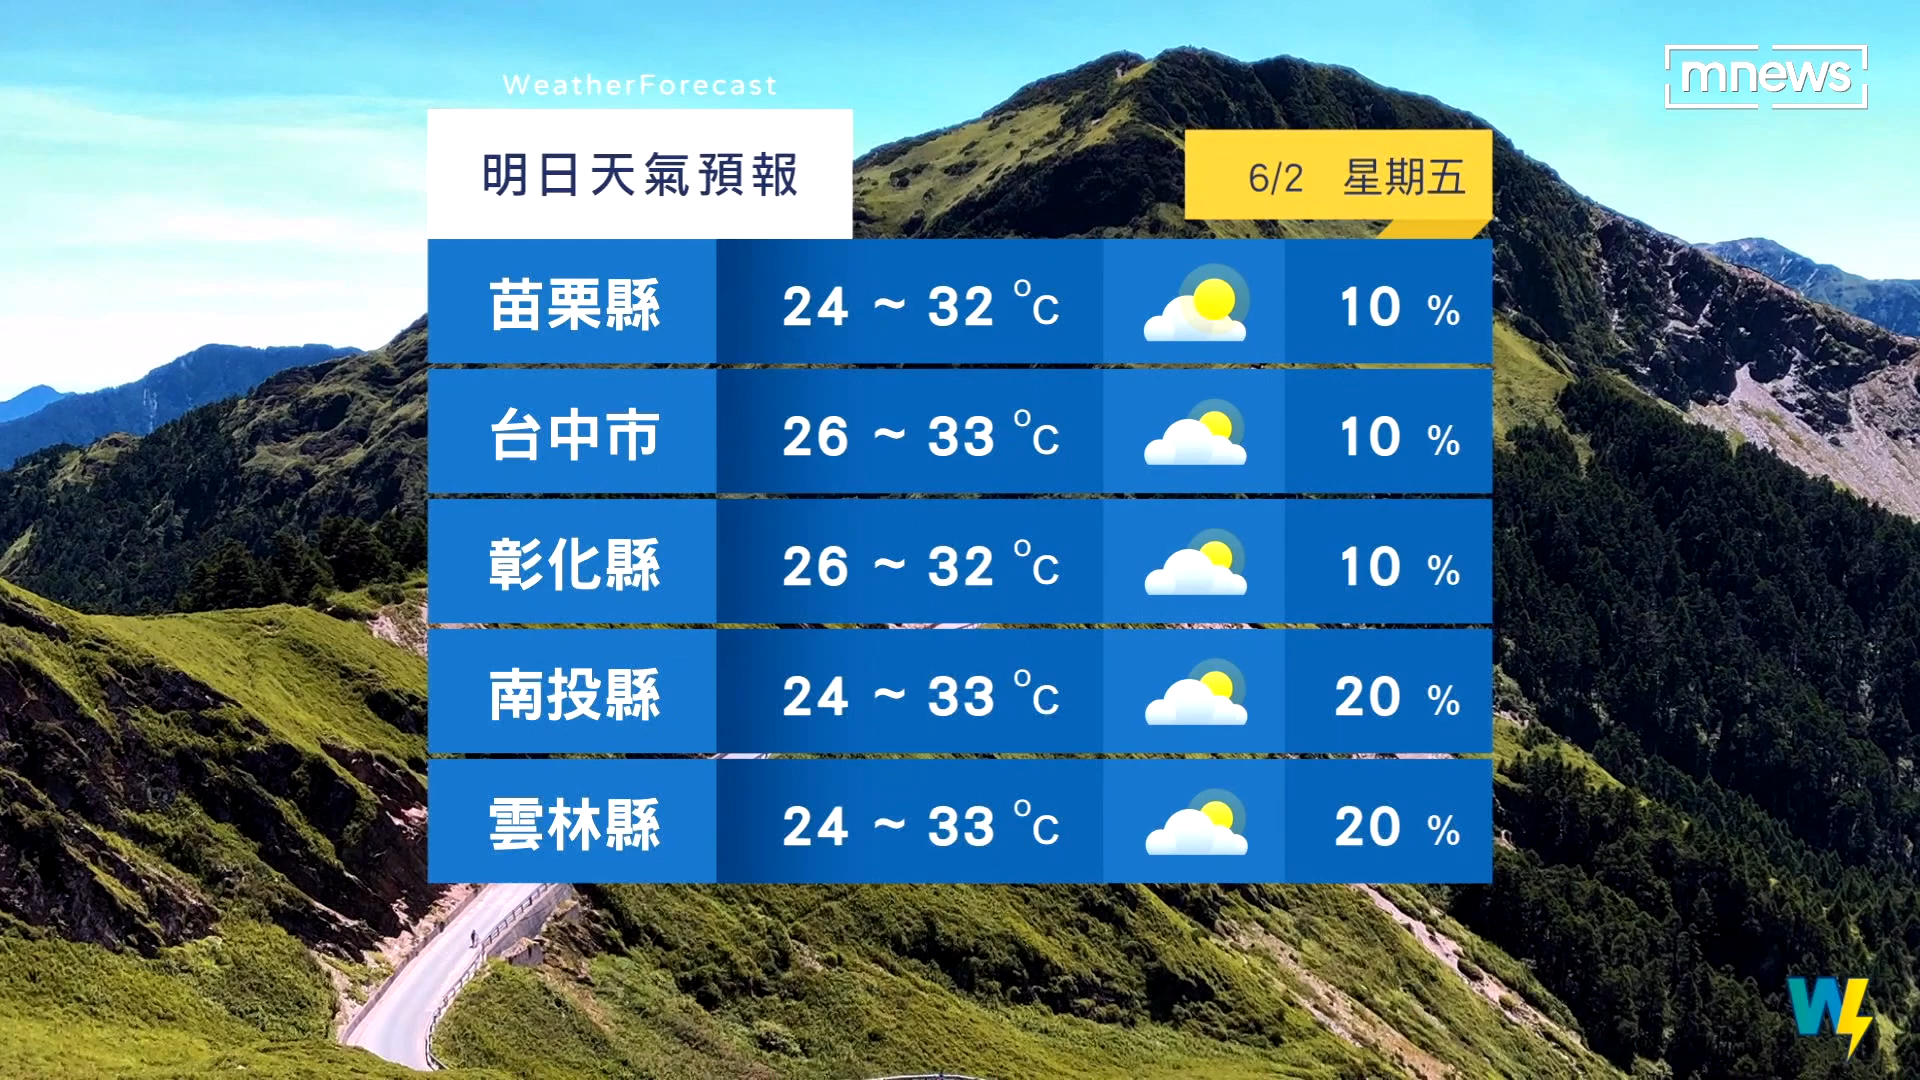 WeatherForecast
mnews
明日天氣預報
6/2 星期五
苗栗縣 24 ~ 32 °C 10 %
台中市 26 ~ 33 °C 10 %
彰化縣 26 ~ 32 °C 10 %
南投縣 24 ~ 33 °C 20 %
雲林縣 24 ~ 33 °C 20 %
W